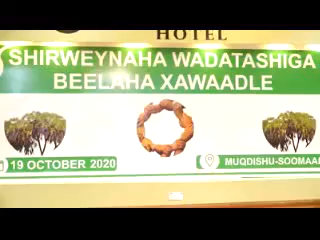 HOTEL
SHIRWEYNAHA WADATASHIGA
BEELAHA XAWAADLE
19 OCTOBER 2020
MUQDISHU-SOOMAA